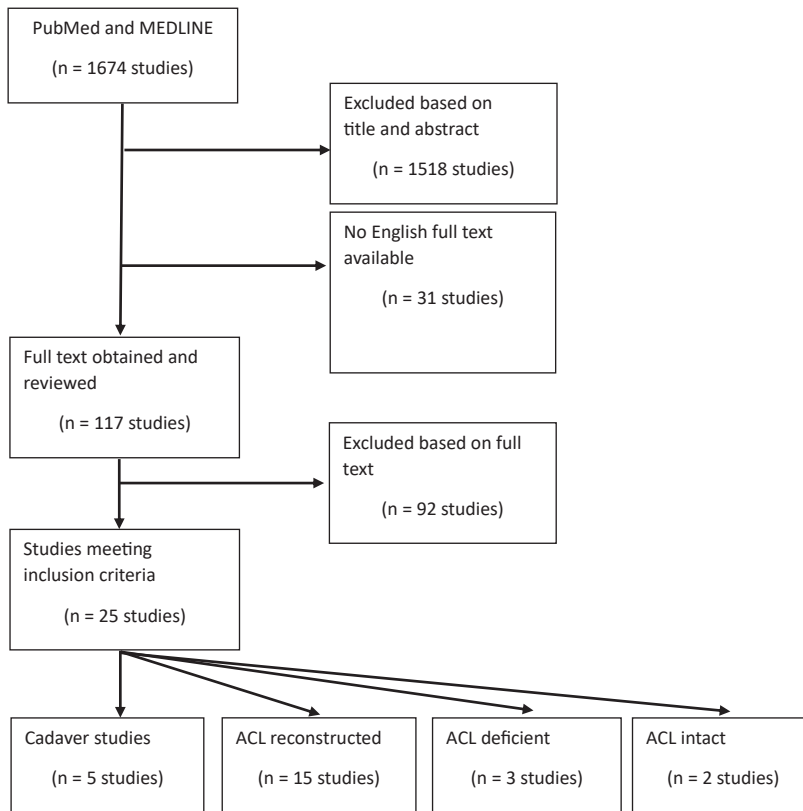 PubMed and MEDLINE
(n = 1674 studies)
Excluded based on
title and abstract
(n = 1518 studies)
No English full text
available
(n = 31 studies)
Full text obtained and
reviewed
(n = 117 studies)
Excluded based on full
text
(n = 92 studies)
Studies meeting
inclusion criteria
(n = 25 studies)
Cadaver studies
(n = 5 studies)
ACL reconstructed
(n = 15 studies)
ACL deficient
(n = 3 studies)
ACL intact
(n = 2 studies)